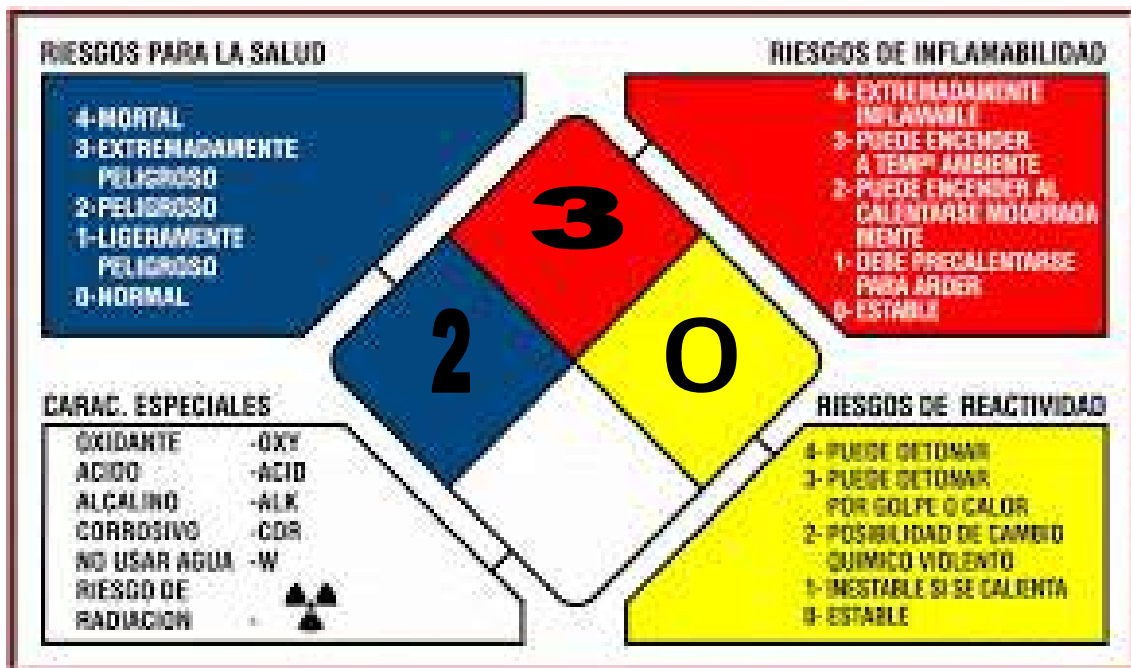 RIESGOS PARA LA SALUD
4-MORTAL
3-EXTREMADAMENTE
PELIGROSO
2-PELIGROSO
1-LIGERAMENTE
PELIGROSO
0-NORMAL
RIESGOS DE INFLAMABILIDAD
4- EXTREMADAMENTE
INFLAMABLE
3- PUEDE ENCENDER
A TEMPª AMBIENTE
2- PUEDE ENCENDER AL
CALENTARSE MODERADA
MENTE
1- DEBE PRECALENTARSE
PARA ARDER
0- ESTABLE
3
2
0
CARAC. ESPECIALES
OXIDANTE -OXY
ACIDO -ACID
ALCALINO -ALK
CORROSIVO -COR
NO USAR AGUA -W
RIESGO DE
RADIACION -
RIESGOS DE REACTIVIDAD
4- PUEDE DETONAR
3- PUEDE DETONAR
POR GOLPE O CALOR
2- POSIBILIDAD DE CAMBIO
QUIMICO VIOLENTO
1- INESTABLE SI SE CALIENTA
0- ESTABLE